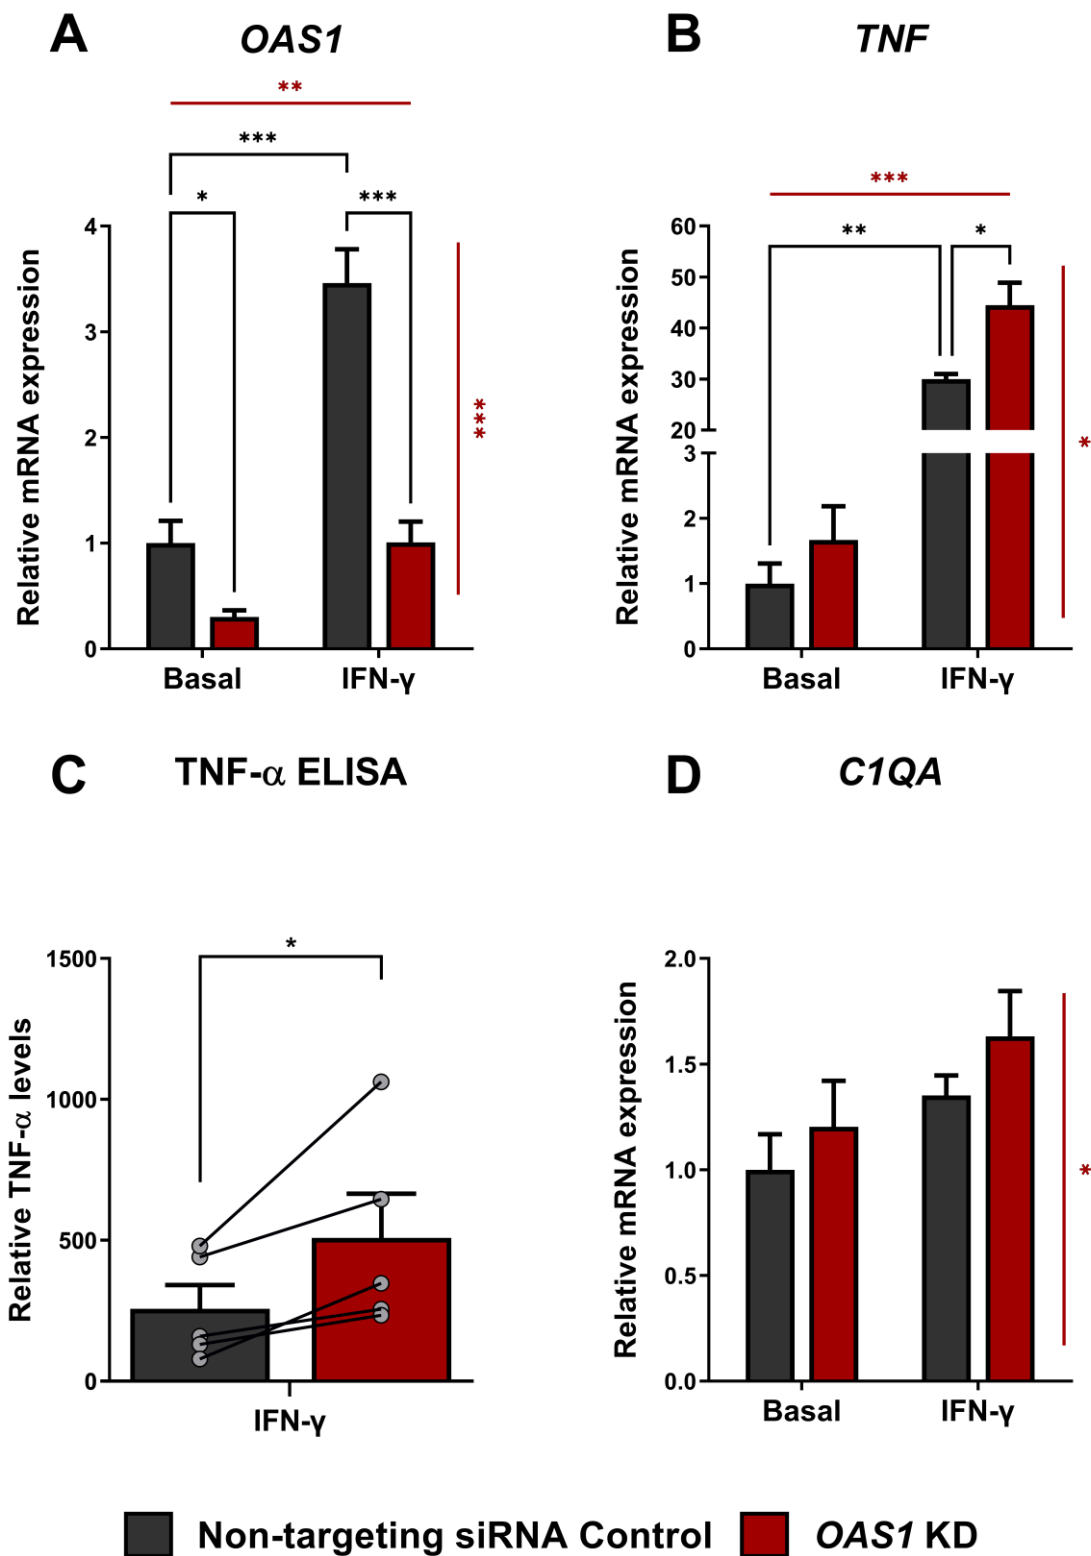 A
OAS1
**
***
*
***
***
Relative mRNA expression
4
3
2
1
0
Basal
IFN-γ
B
TNF
***
**
*
*
Relative mRNA expression
60
50
40
30
20
3
2
1
0
Basal
IFN-γ
C
TNF-α ELISA
*
Relative TNF-α levels
1500
1000
500
0
IFN-γ
D
C1QA
*
Relative mRNA expression
2.0
1.5
1.0
0.5
0.0
Basal
IFN-γ
Non-targeting siRNA Control
OAS1 KD